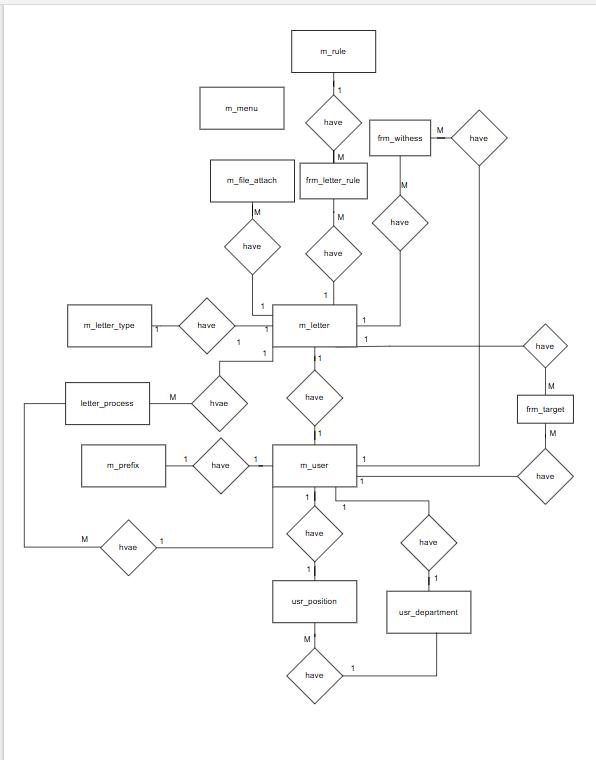 m_rule
1
m_menu
have
frm_withess
M
have
M
m_file_attach
frm_letter_rule
M
M
M
have
have
have
1
1
m_letter_type
1
have
1
m_letter
1
1
1
1
have
1
M
letter_process
M
hvae
have
frm_target
1
M
m_prefix
1
have
1
m_user
1
1
have
1
1
have
have
M
hvae
1
1
1
usr_position
usr_department
M
have
1